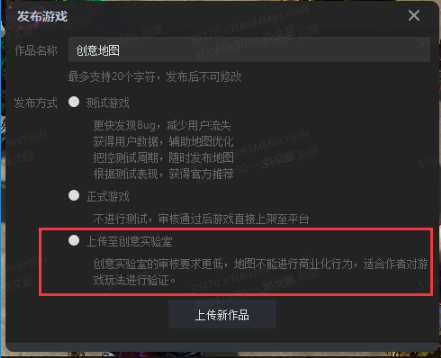 发布游戏
作品名称 创意地图
最多支持20个字符，发布后不可修改
发布方式 测试游戏
更快发现Bug，减少用户流失
获得用户数据，辅助地图优化
把控测试周期，随时发布地图
根据测试表现，获得官方推荐
正式游戏
不进行测试，审核通过后游戏直接上架至平台
上传至创意实验室
创意实验室的审核要求更低，地图不能进行商业化行为，适合作者对游
戏玩法进行验证。
上传新作品